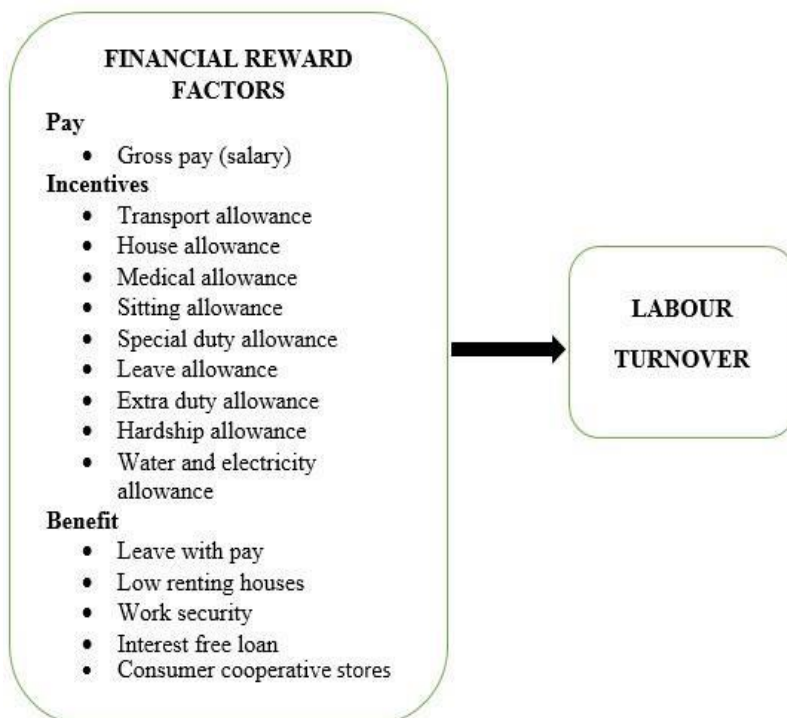 FINANCIAL REWARD
FACTORS
Pay
• Gross pay (salary)
Incentives
• Transport allowance
• House allowance
• Medical allowance
• Sitting allowance
• Special duty allowance
• Leave allowance
• Extra duty allowance
• Hardship allowance
• Water and electricity
allowance
Benefit
• Leave with pay
• Low renting houses
• Work security
• Interest free loan
• Consumer cooperative stores
LABOUR
TURNOVER